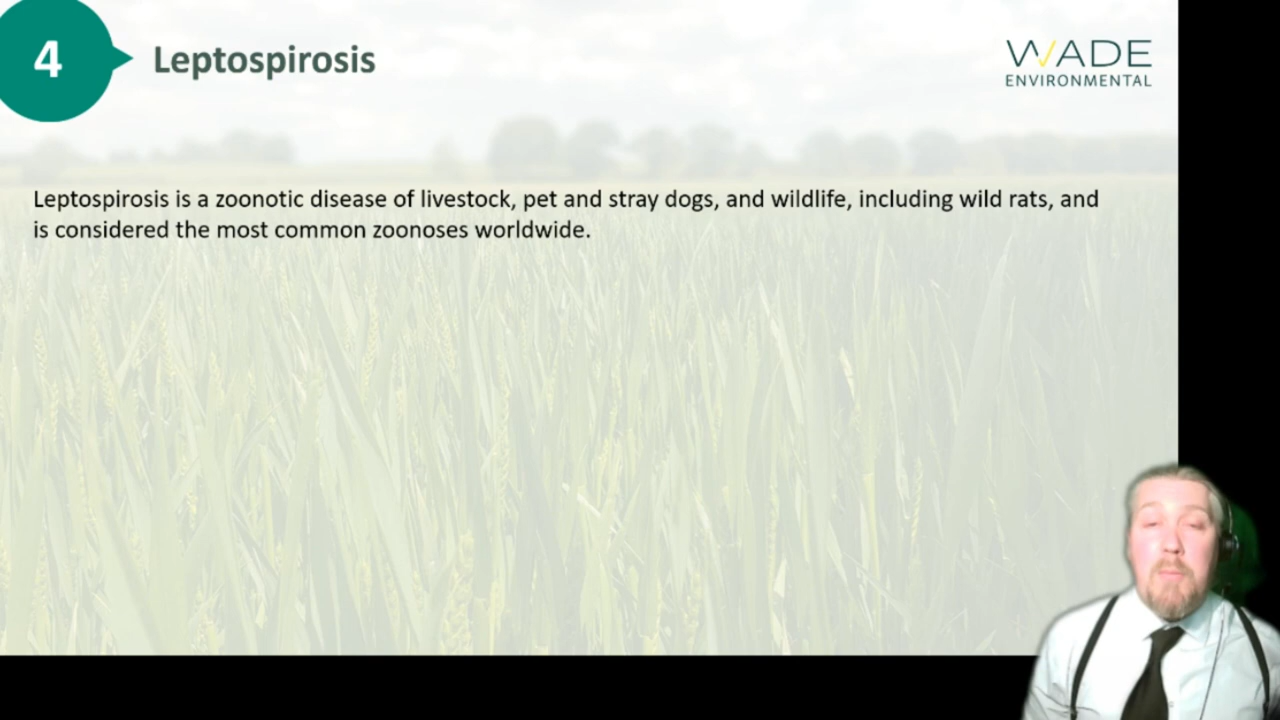 4
Leptospirosis
WADE
ENVIRONMENTAL
Leptospirosis is a zoonotic disease of livestock, pet and stray dogs, and wildlife, including wild rats, and
is considered the most common zoonoses worldwide.